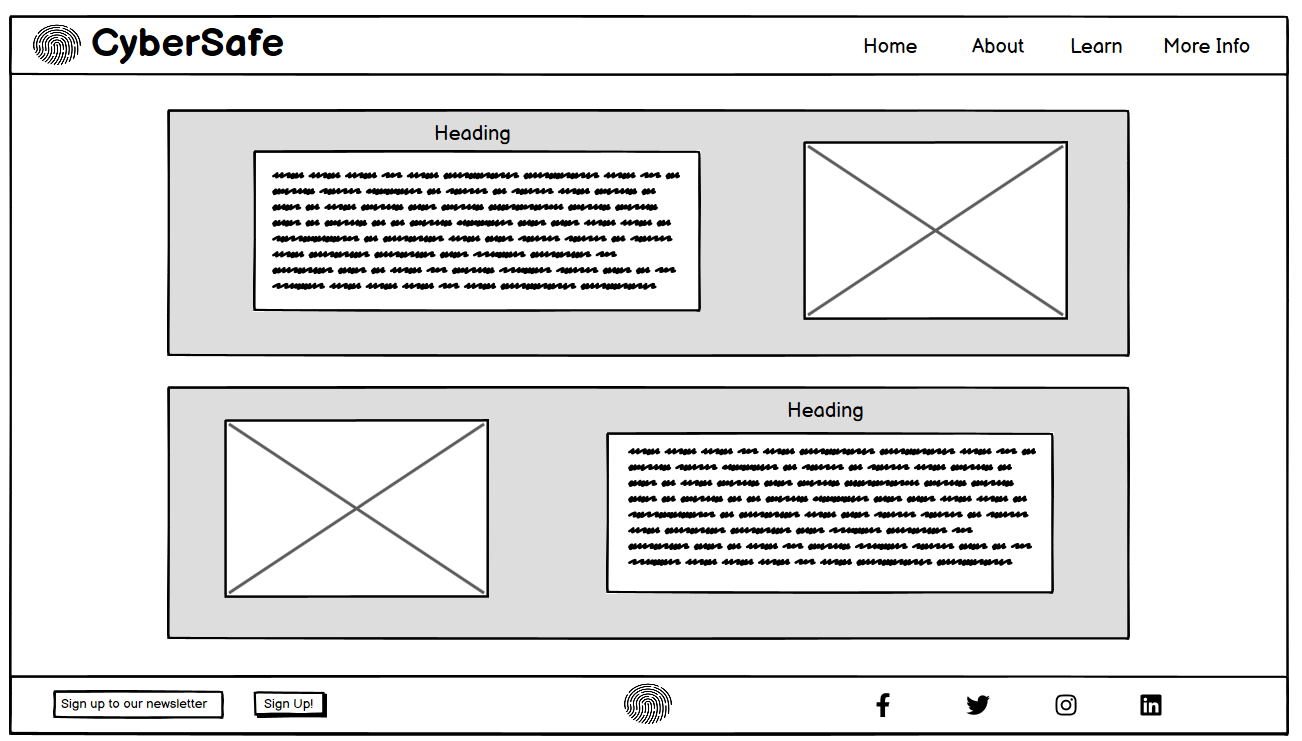 CyberSafe
Home About Learn More Info
Heading
Heading
Sign up to our newsletter Sign Up!